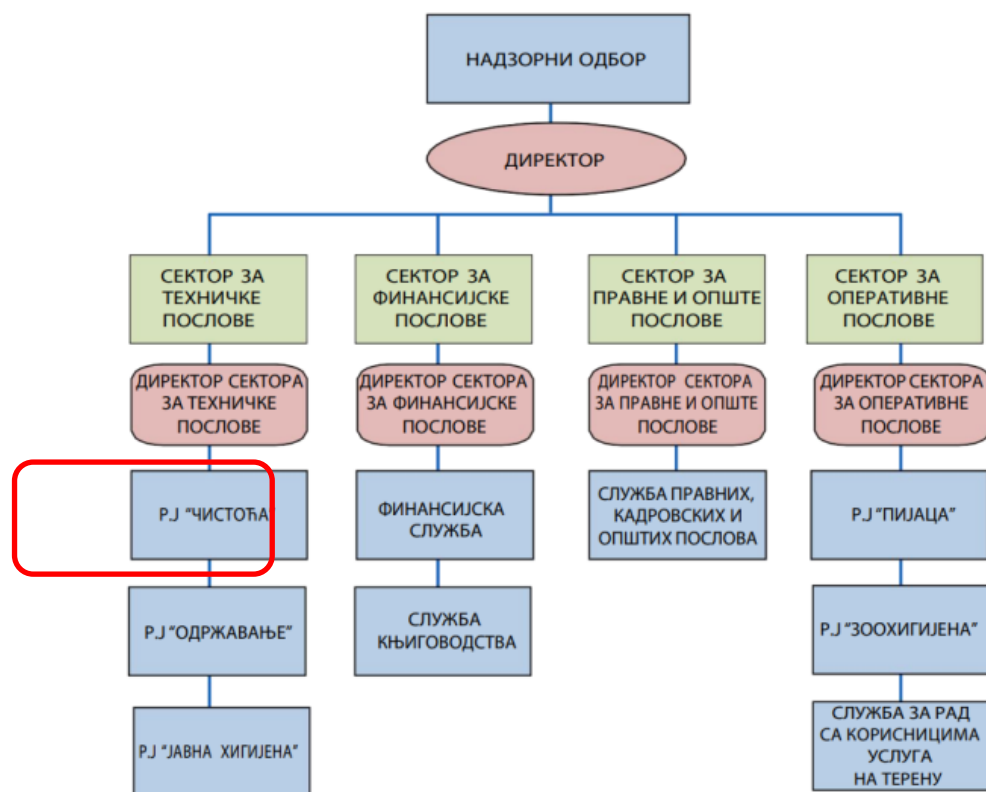 НАДЗОРНИ ОДБОР
ДИРЕКТОР
СЕКТОР ЗА
ТЕХНИЧКЕ
ПОСЛОВЕ
СЕКТОР ЗА
ФИНАНСИЈСКЕ
ПОСЛОВЕ
СЕКТОР ЗА
ПРАВНЕ И ОПШТЕ
ПОСЛОВЕ
СЕКТОР ЗА
ОПЕРАТИВНЕ
ПОСЛОВЕ
ДИРЕКТОР СЕКТОРА
ЗА ТЕХНИЧКЕ
ПОСЛОВЕ
ДИРЕКТОР СЕКТОРА
ЗА ФИНАНСИЈСКЕ
ПОСЛОВЕ
ДИРЕКТОР СЕКТОРА
ЗА ПРАВНЕ И ОПШТЕ
ПОСЛОВЕ
ДИРЕКТОР СЕКТОРА
ЗА ОПЕРАТИВНЕ
ПОСЛОВЕ
Р.Ј “ЧИСТОЋА”
ФИНАНСИЈСКА
СЛУЖБА
СЛУЖБА ПРАВНИХ,
КАДРОВСКИХ И
ОПШТИХ ПОСЛОВА
Р.Ј “ПИЈАЦА”
Р.Ј “ОДРЖАВАЊЕ”
СЛУЖБА
КЊИГОВОДСТВА
Р.Ј “ЗООХИГИЈЕНА”
Р.Ј “ЈАВНА ХИГИЈЕНА”
СЛУЖБА ЗА РАД
СА КОРИСНИЦИМА
УСЛУГА
НА ТЕРЕНУ